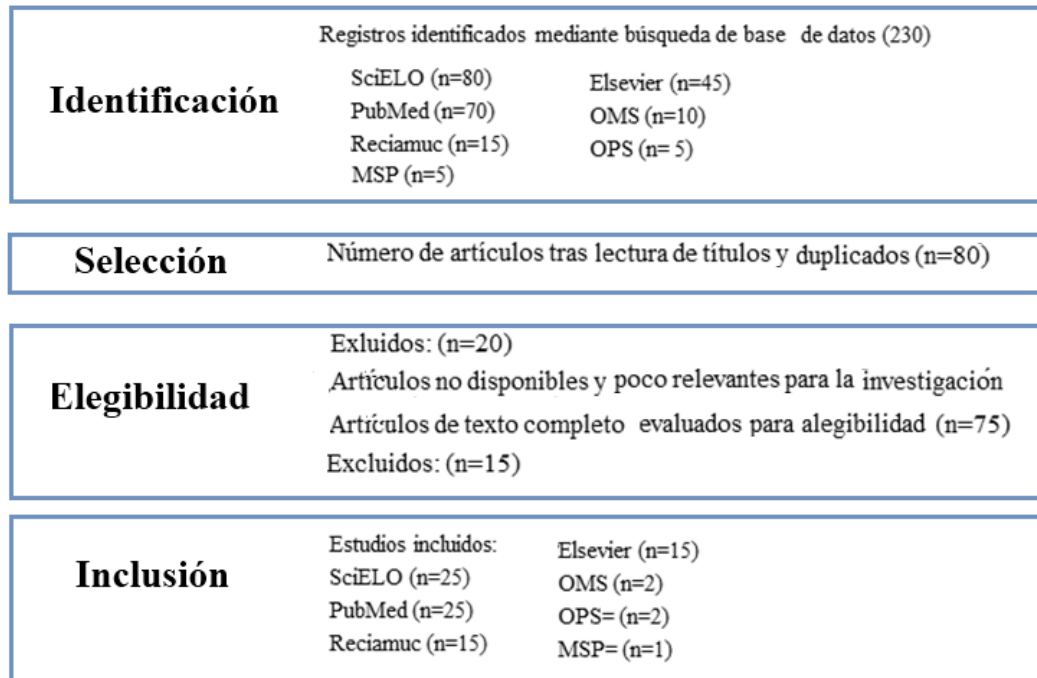 Identificación
Registros identificados mediante búsqueda de base de datos (230)
SciELO (n=80)
PubMed (n=70)
Reciamuc (n=15)
MSP (n=5)
Elsevier (n=45)
OMS (n=10)
OPS (n= 5)
Selección
Número de artículos tras lectura de títulos y duplicados (n=80)
Elegibilidad
Exluidos: (n=20)
Artículos no disponibles y poco relevantes para la investigación
Artículos de texto completo evaluados para alegibilidad (n=75)
Excluidos: (n=15)
Inclusión
Estudios incluidos:
SciELO (n=25)
PubMed (n=25)
Reciamuc (n=15)
Elsevier (n=15)
OMS (n=2)
OPS= (n=2)
MSP= (n=1)